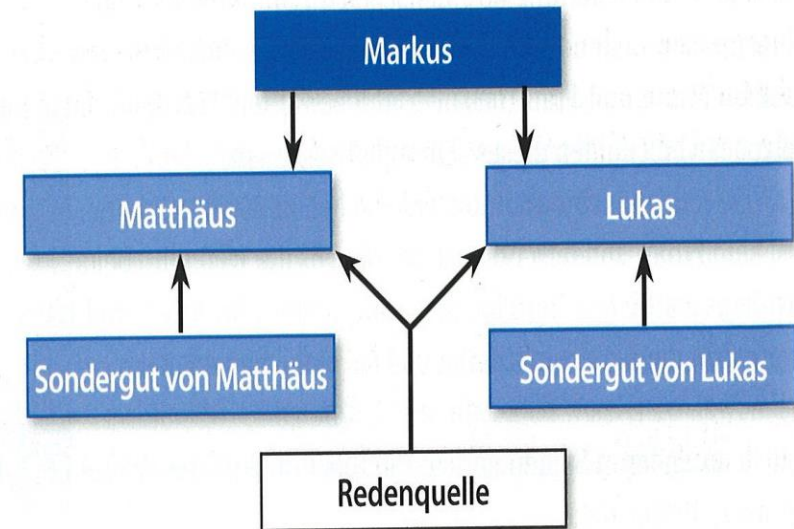 Markus
Matthäus
Lukas
Sondergut von Matthäus
Sondergut von Lukas
Redenquelle